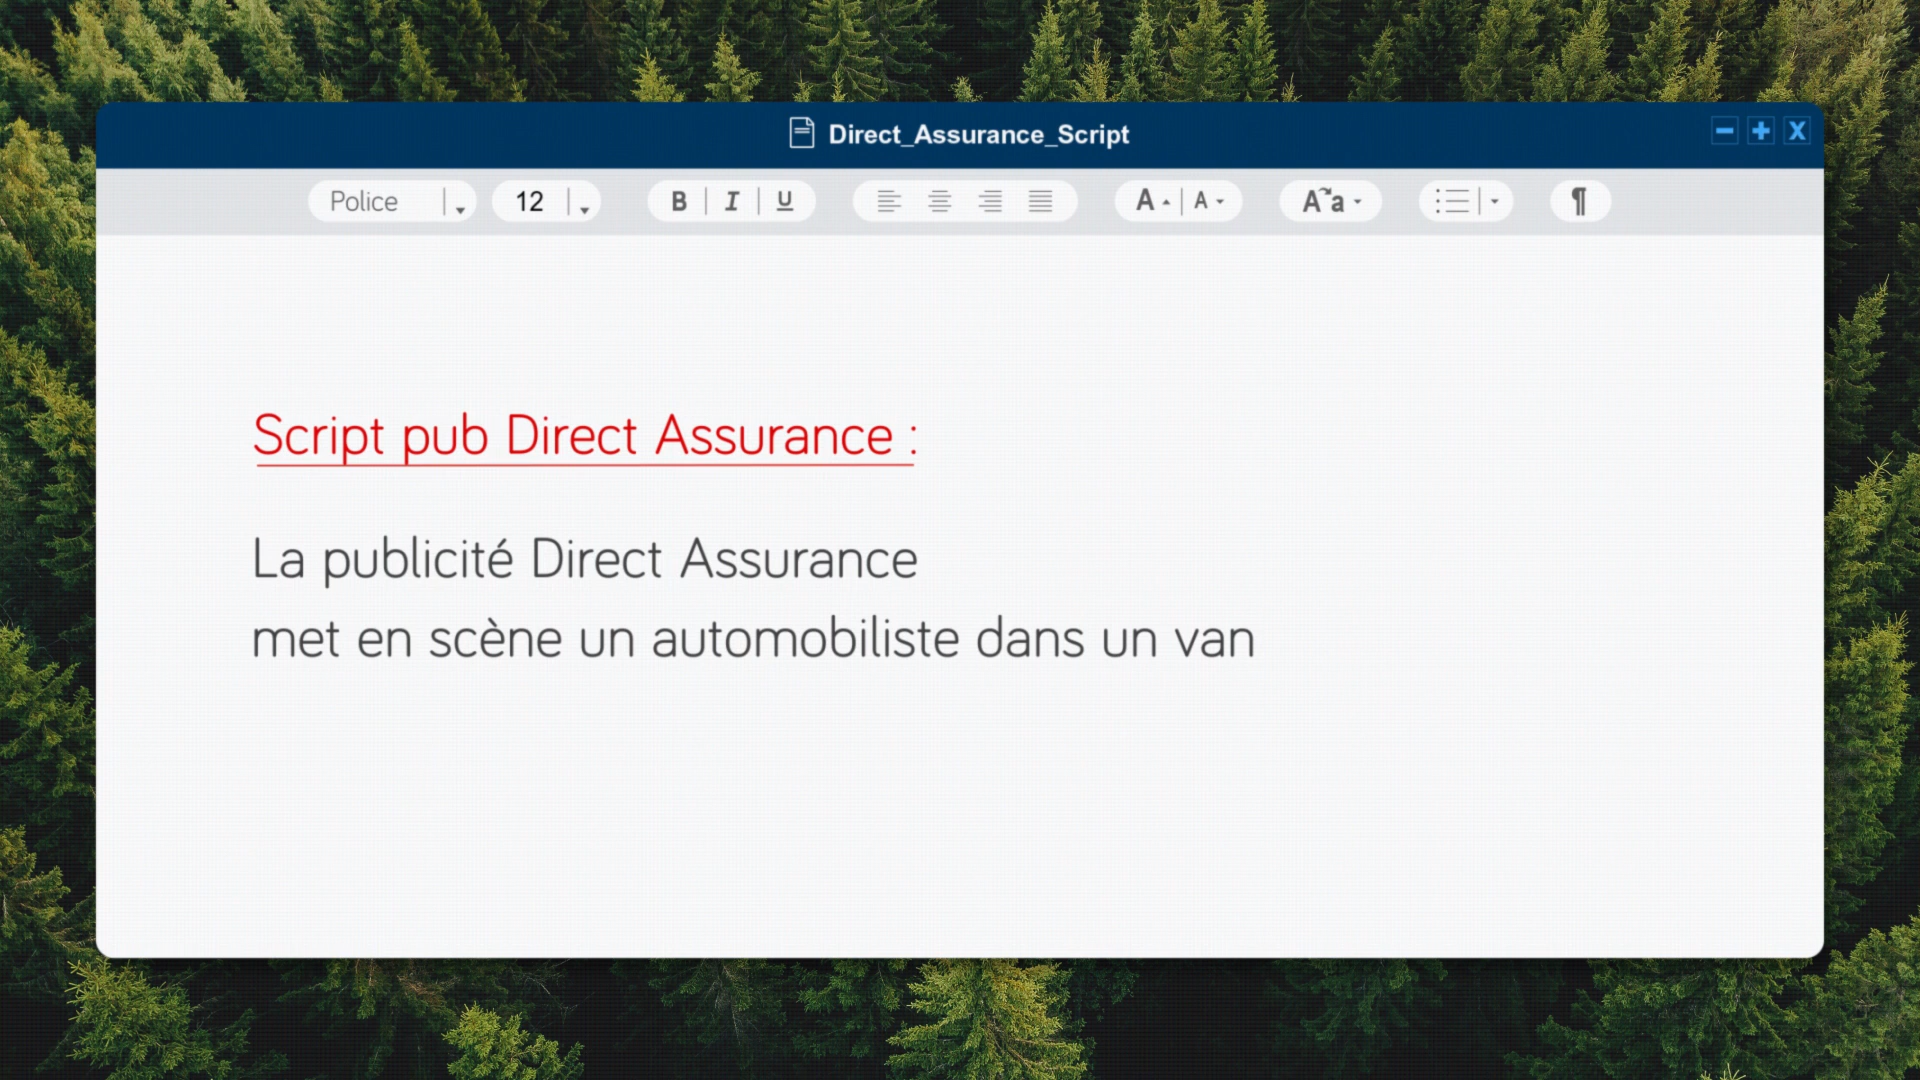 Direct_Assurance_Script
Police 12 B I U A A Aa ¶
Script pub Direct Assurance :
La publicité Direct Assurance
met en scène un automobiliste dans un van